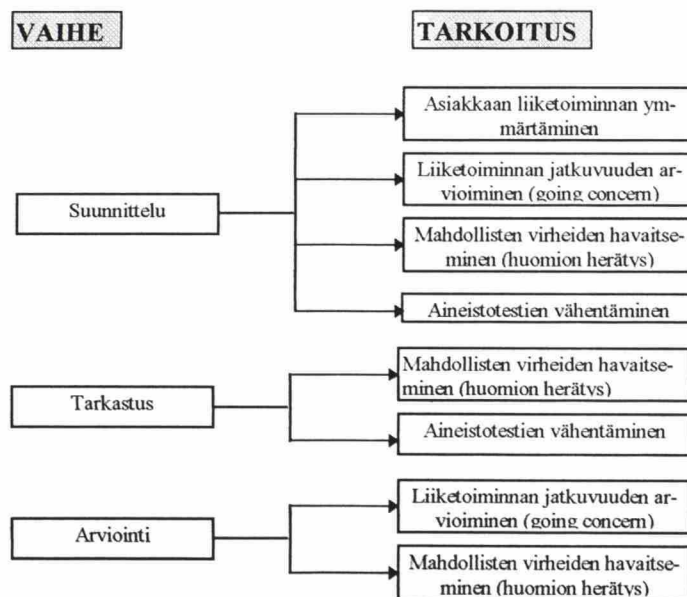 VAIHE
TARKOITUS
Asiakkaan liiketoiminnan ym-
märtäminen
Liiketoiminnan jatkuvuuden ar-
vioiminen (going concern)
Suunnittelu
Mahdollisten virheiden havaitse-
minen (huomion herätys)
Aineistotestien vähentäminen
Mahdollisten virheiden havaitse-
minen (huomion herätys)
Tarkastus
Aineistotestien vähentäminen
Liiketoiminnan jatkuvuuden ar-
vioiminen (going concern)
Arviointi
Mahdollisten virheiden havaitse-
minen (huomion herätys)